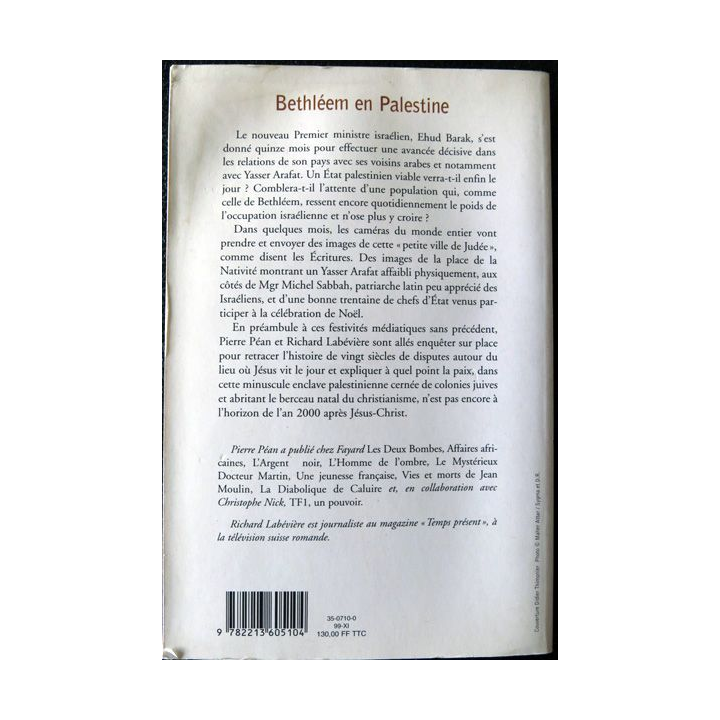 Bethléem en Palestine
Le nouveau Premier ministre israélien, Ehud Barak, s'est
donné quinze mois pour effectuer une avancée décisive dans
les relations de son pays avec ses voisins arabes et notamment
avec Yasser Arafat. Un État palestinien viable verra-t-il enfin le
jour ? Comblera-t-il l'attente d'une population qui, comme
celle de Bethléem, ressent encore quotidiennement le poids de
l'occupation israélienne et n'ose plus y croire ?
Dans quelques mois, les caméras du monde entier vont
prendre et envoyer des images de cette « petite ville de Judée »,
comme disent les Écritures. Des images de la place de la
Nativité montrant un Yasser Arafat affaibli physiquement, aux
côtés de Mgr Michel Sabbah, patriarche latin peu apprécié des
Israéliens, et d'une bonne trentaine de chefs d'État venus par-
ticiper à la célébration de Noël.
En préambule à ces festivités médiatiques sans précédent,
Pierre Péan et Richard Labévière sont allés enquêter sur place
pour retracer l'histoire de vingt siècles de disputes autour du
lieu où Jésus vit le jour et expliquer à quel point la paix, dans
cette minuscule enclave palestinienne cernée de colonies juives
et abritant le berceau natal du christianisme, n'est pas encore à
l'horizon de l'an 2000 après Jésus-Christ.
Pierre Péan a publié chez Fayard Les Deux Bombes, Affaires afri-
caines, L'Argent noir, L'Homme de l'ombre, Le Mystérieux
Docteur Martin, Une jeunesse française, Vies et morts de Jean
Moulin, La Diabolique de Caluire et, en collaboration avec
Christophe Nick, TF1, un pouvoir.
Richard Labévière est journaliste au magazine « Temps présent », à
la télévision suisse romande.
35-0710-0
99-XI
130,00 FF TTC
9 782213 605104